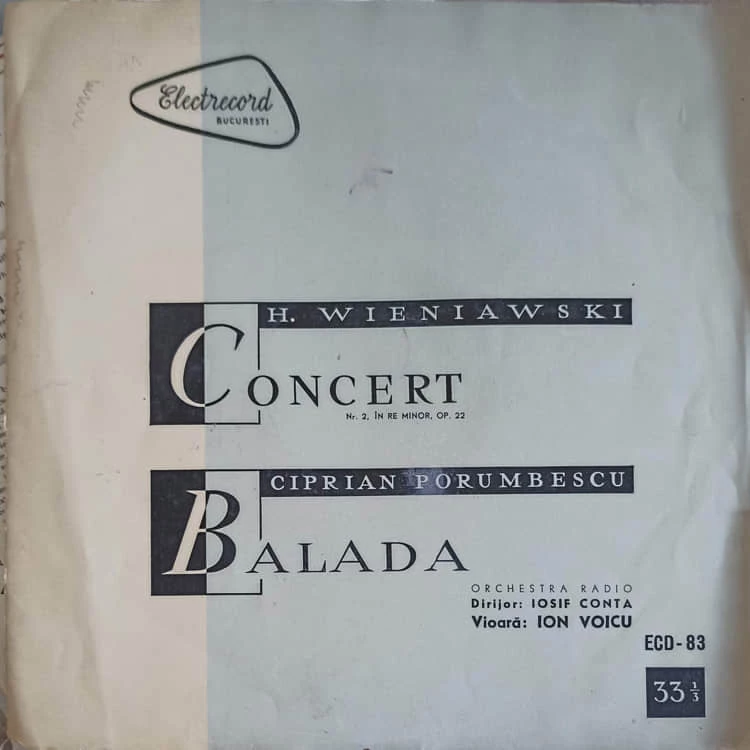 Electrecord
BUCUREȘTI
H. WIENIAWSKI
CONCERT
Nr. 2, ÎN RE MINOR, OP. 22
CIPRIAN PORUMBESCU
BALADA
ORCHESTRA RADIO
Dirijor: IOSIF CONTA
Vioară: ION VOICU
ECD-83
33 1/3